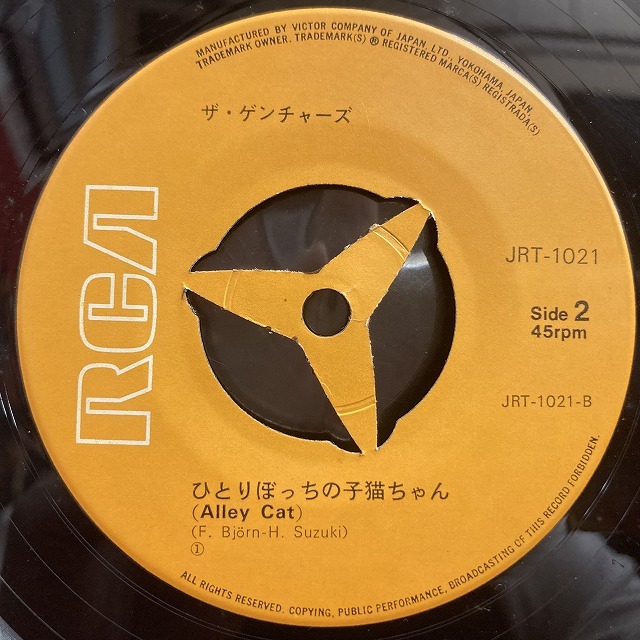 MANUFACTURED BY VICTOR COMPANY OF JAPAN, LTD., YOKOHAMA, JAPAN.
TRADEMARK OWNER. TRADEMARK(S) ® REGISTERED MARCA(S) REGISTRADA(S)
ザ・ゲンチャーズ
RCA
JRT-1021
Side 2
45rpm
JRT-1021-B
ひとりぼっちの子猫ちゃん
(Alley Cat)
(F. Björn-H. Suzuki)
①
ALL RIGHTS RESERVED. COPYING, PUBLIC PERFORMANCE, BROADCASTING OF THIS RECORD FORBIDDEN.